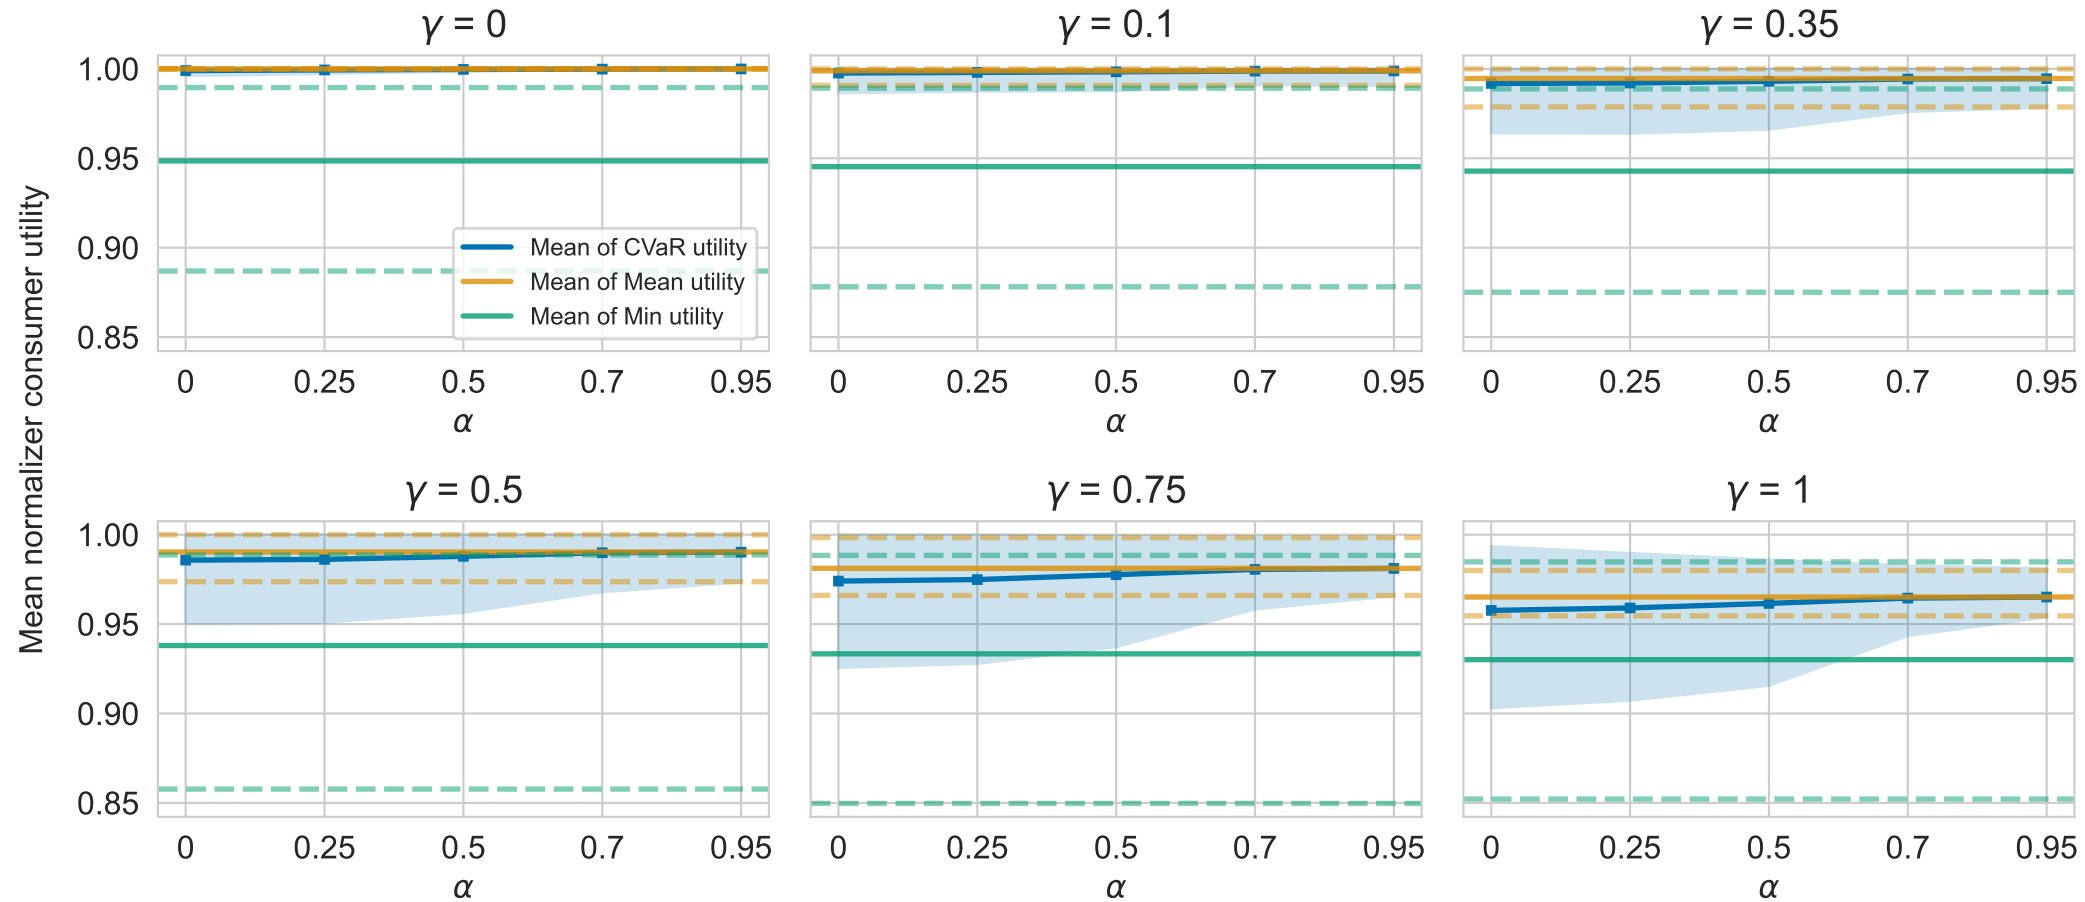 Mean normalizer consumer utility
γ = 0
1.00
0.95
0.90
0.85
Mean of CVaR utility
Mean of Mean utility
Mean of Min utility
0 0.25 0.5 0.7 0.95
α
γ = 0.1
0 0.25 0.5 0.7 0.95
α
γ = 0.35
0 0.25 0.5 0.7 0.95
α
γ = 0.5
1.00
0.95
0.90
0.85
0 0.25 0.5 0.7 0.95
α
γ = 0.75
0 0.25 0.5 0.7 0.95
α
γ = 1
0 0.25 0.5 0.7 0.95
α